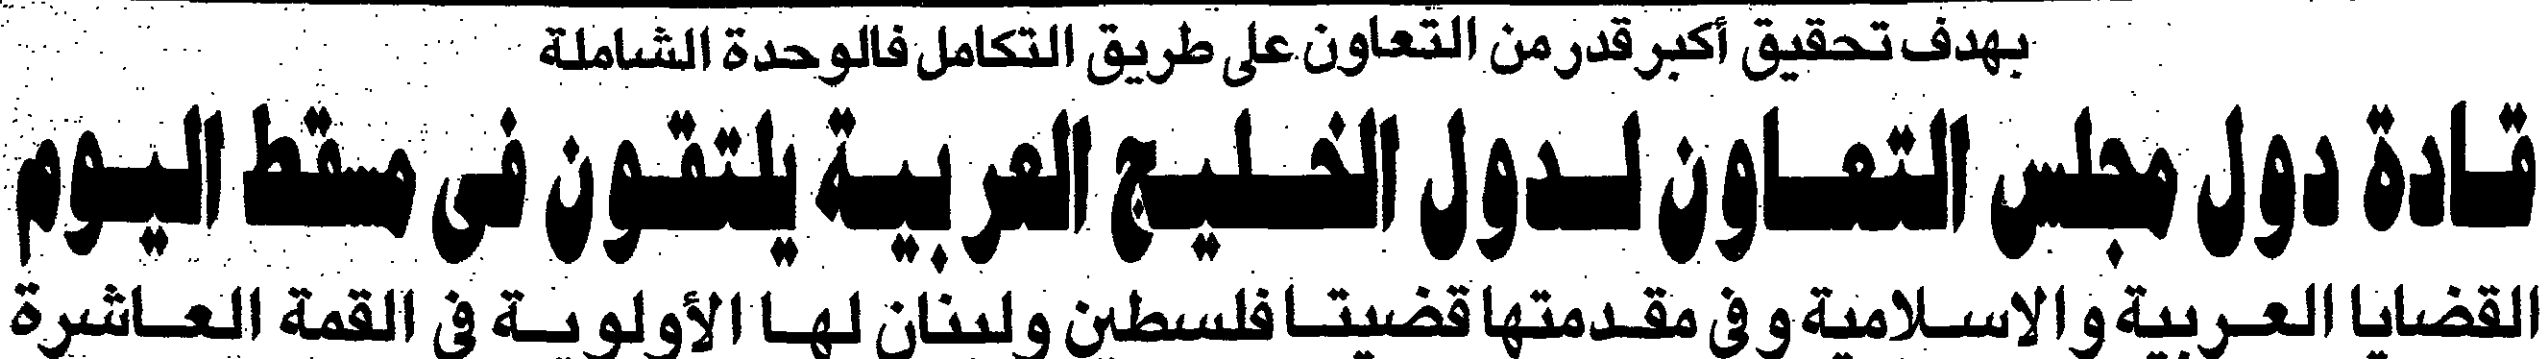 بهدف تحقيق أكبر قدر من التعاون على طريق التكامل فالوحدة الشاملة
قادة دول مجلس التعاون لدول الخليج العربية يلتقون فى مسقط اليوم
القضايا العربية والاسلامية وفى مقدمتها قضيتا فلسطين ولبنان لها الأولوية فى القمة العاشرة